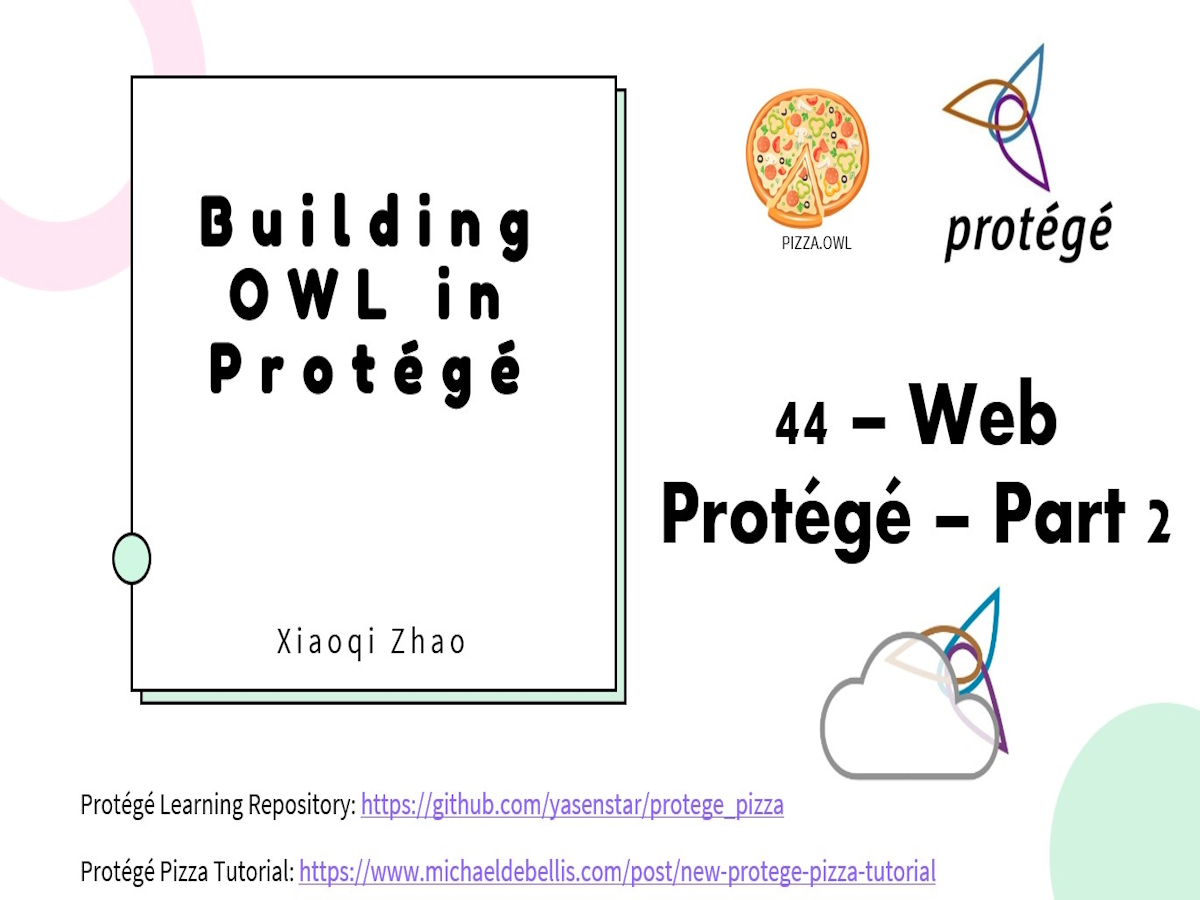 Building
OWL in
Protégé
Xiaoqi Zhao
PIZZA.OWL
protégé
44 – Web
Protégé – Part 2
Protégé Learning Repository: https://github.com/yasenstar/protege_pizza
Protégé Pizza Tutorial: https://www.michaeldebellis.com/post/new-protege-pizza-tutorial